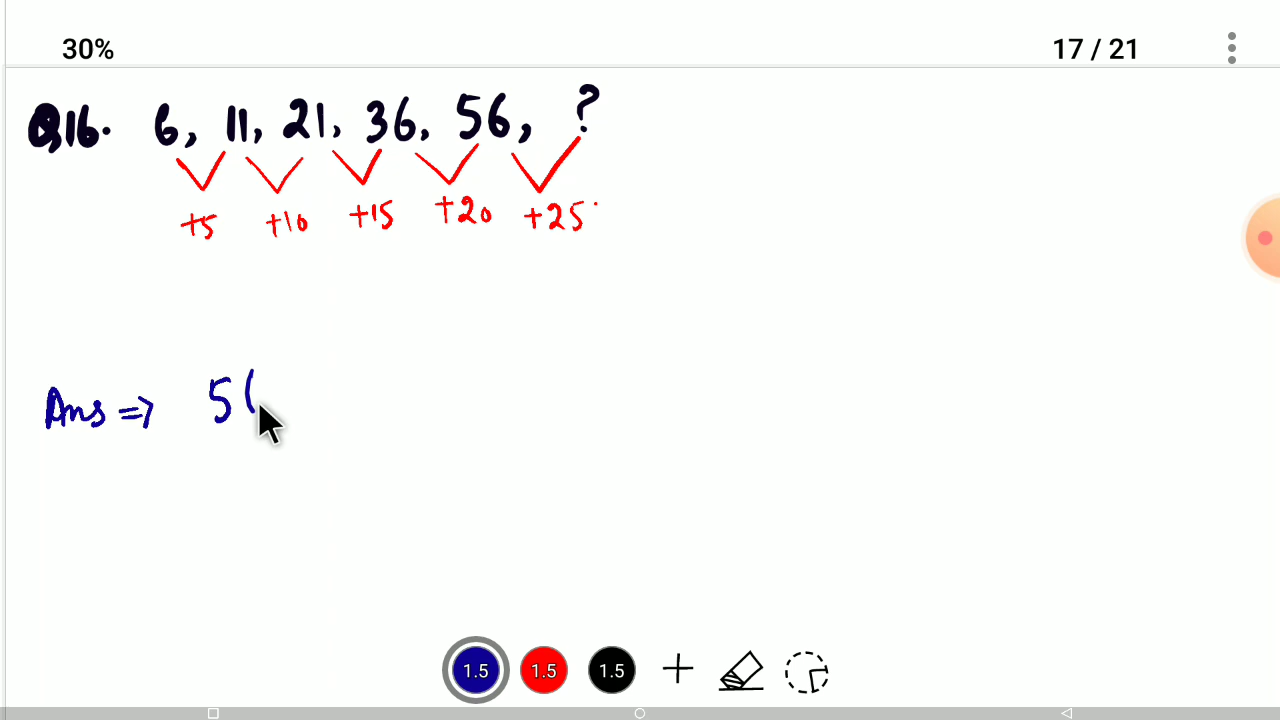 30% 17 / 21
Q16. 6, 11, 21, 36, 56, ?
+5 +10 +15 +20 +25
Ans => 5(
1.5 1.5 1.5